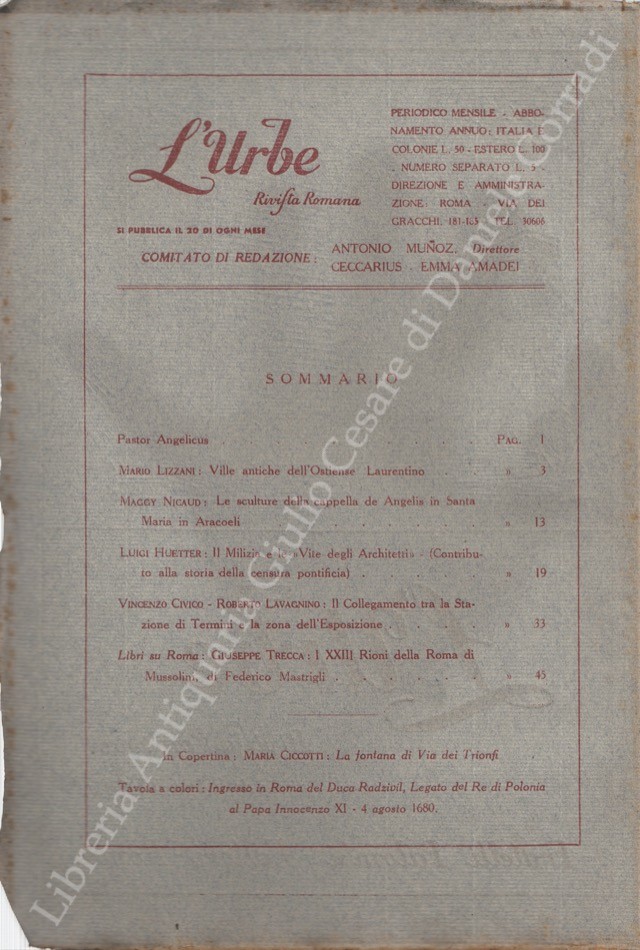 L'Urbe
Rivista Romana
SI PUBBLICA IL 20 DI OGNI MESE
PERIODICO MENSILE - ABBO-
NAMENTO ANNUO: ITALIA E
COLONIE L. 50 - ESTERO L. 100
- NUMERO SEPARATO L. 5 -
DIREZIONE E AMMINISTRA-
ZIONE: ROMA - VIA DEI
GRACCHI, 181-185 - TEL. 30606
COMITATO DI REDAZIONE: ANTONIO MUÑOZ, Direttore
CECCARIUS - EMMA AMADEI
SOMMARIO
Pastor Angelicus . . . . . . . . . . PAG. 1
MARIO LIZZANI: Ville antiche dell'Ostiense Laurentino . . » 3
MAGGY NICAUD: Le sculture della cappella de Angelis in Santa
Maria in Aracoeli . . . . . . . . » 13
LUIGI HUETTER: Il Milizia e le «Vite degli Architetti» - (Contribu-
to alla storia della censura pontificia) . . . . . » 19
VINCENZO CIVICO - ROBERTO LAVAGNINO: Il Collegamento tra la Sta-
zione di Termini e la zona dell'Esposizione . . . . » 33
Libri su Roma: GIUSEPPE TRECCA: I XXIII Rioni della Roma di
Mussolini, di Federico Mastrigli . . . . . . » 45
In Copertina: MARIA CICCOTTI: La fontana di Via dei Trionfi .
Tavola a colori: Ingresso in Roma del Duca Radzivil, Legato del Re di Polonia
al Papa Innocenzo XI - 4 agosto 1680.
Libreria Antiquaria Giulio Cesare di Daniele Corradi